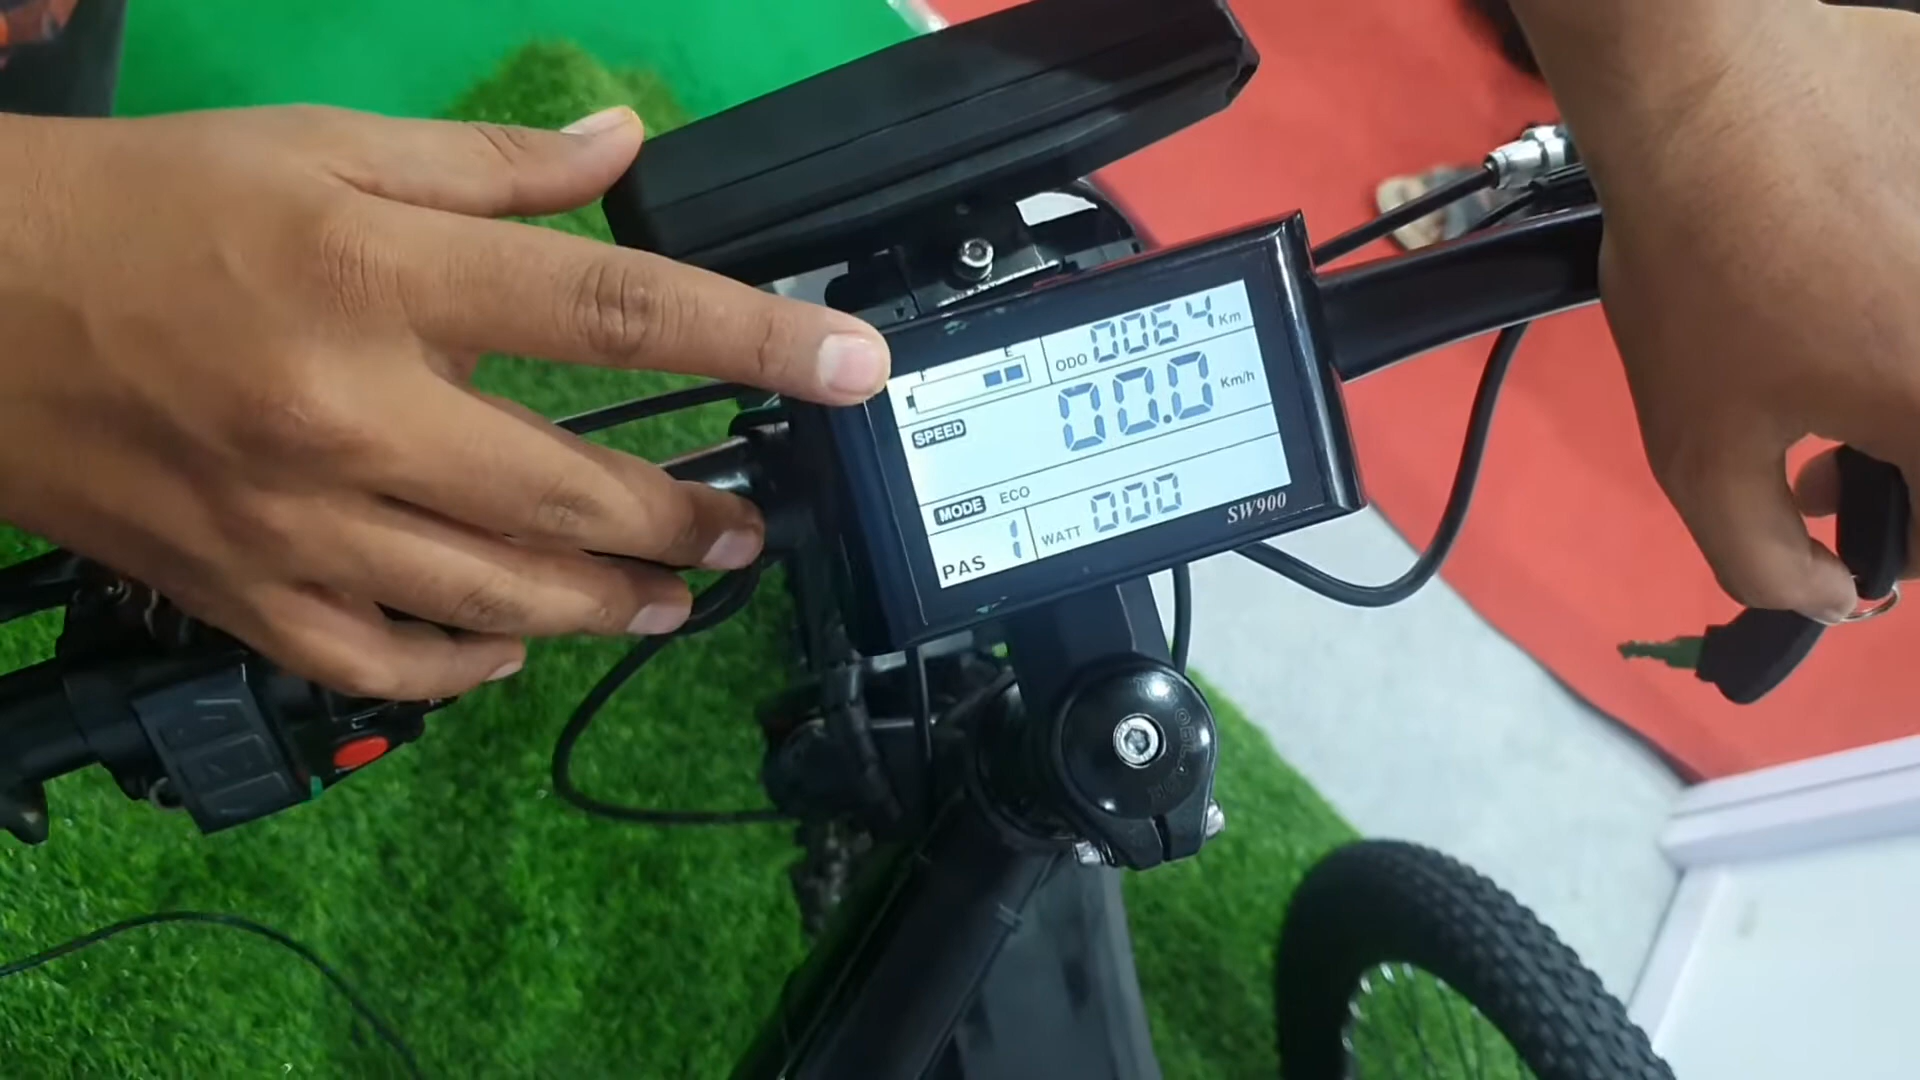 F E
ODO 0064 Km
SPEED 00.0 Km/h
MODE ECO
PAS 1 WATT 000
SW900